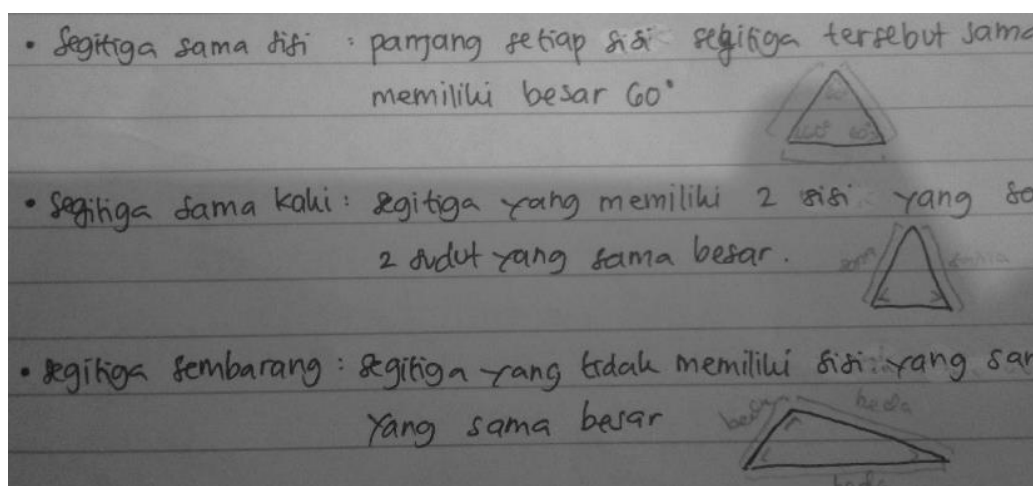 • Segitiga sama sisi : panjang setiap sisi segitiga tersebut sama
memiliki besar 60°
60° 60°
• Segitiga sama kaki : segitiga yang memiliki 2 sisi yang
2 sudut yang sama besar.
sama sama
• segitiga sembarang : segitiga yang tidak memiliki sisi yang
Yang sama besar
beda beda
beda